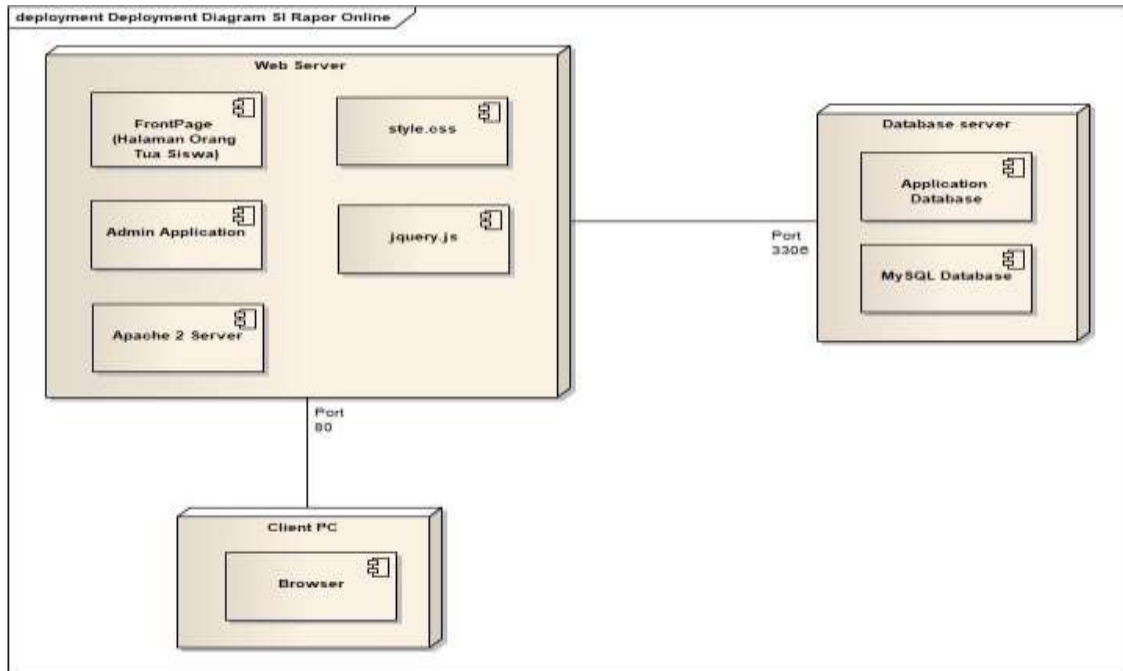 deployment Deployment Diagram SI Rapor Online
Web Server
FrontPage
(Halaman Orang
Tua Siswa)
style.css
Admin Application
jquery.js
Apache 2 Server
Database server
Application
Database
MySQL Database
Port
3306
Port
80
Client PC
Browser